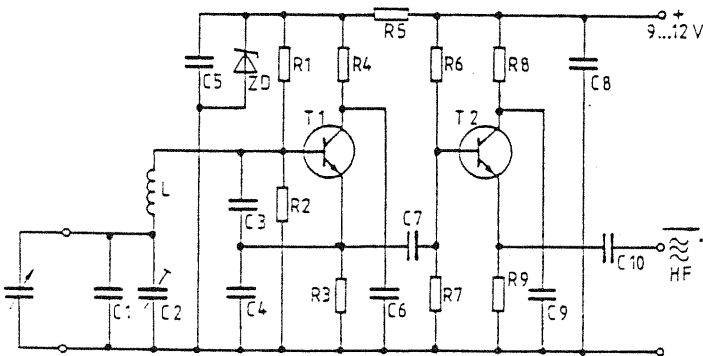 +
9...12 V
R5
C5
ZD
R1
R4
R6
R8
C8
T1
T2
L
C3
R2
C7
C10
HF
C1
C2
C4
R3
C6
R7
R9
C9